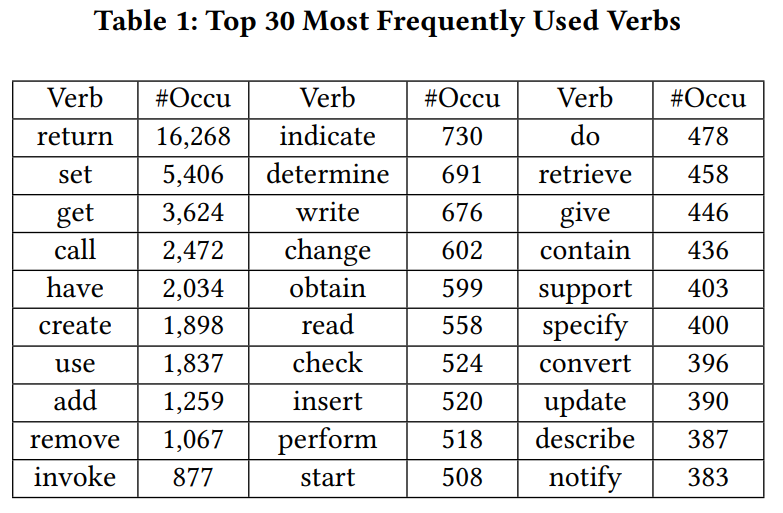 Table 1: Top 30 Most Frequently Used Verbs
Verb #Occu Verb #Occu Verb #Occu
return 16,268 indicate 730 do 478
set 5,406 determine 691 retrieve 458
get 3,624 write 676 give 446
call 2,472 change 602 contain 436
have 2,034 obtain 599 support 403
create 1,898 read 558 specify 400
use 1,837 check 524 convert 396
add 1,259 insert 520 update 390
remove 1,067 perform 518 describe 387
invoke 877 start 508 notify 383